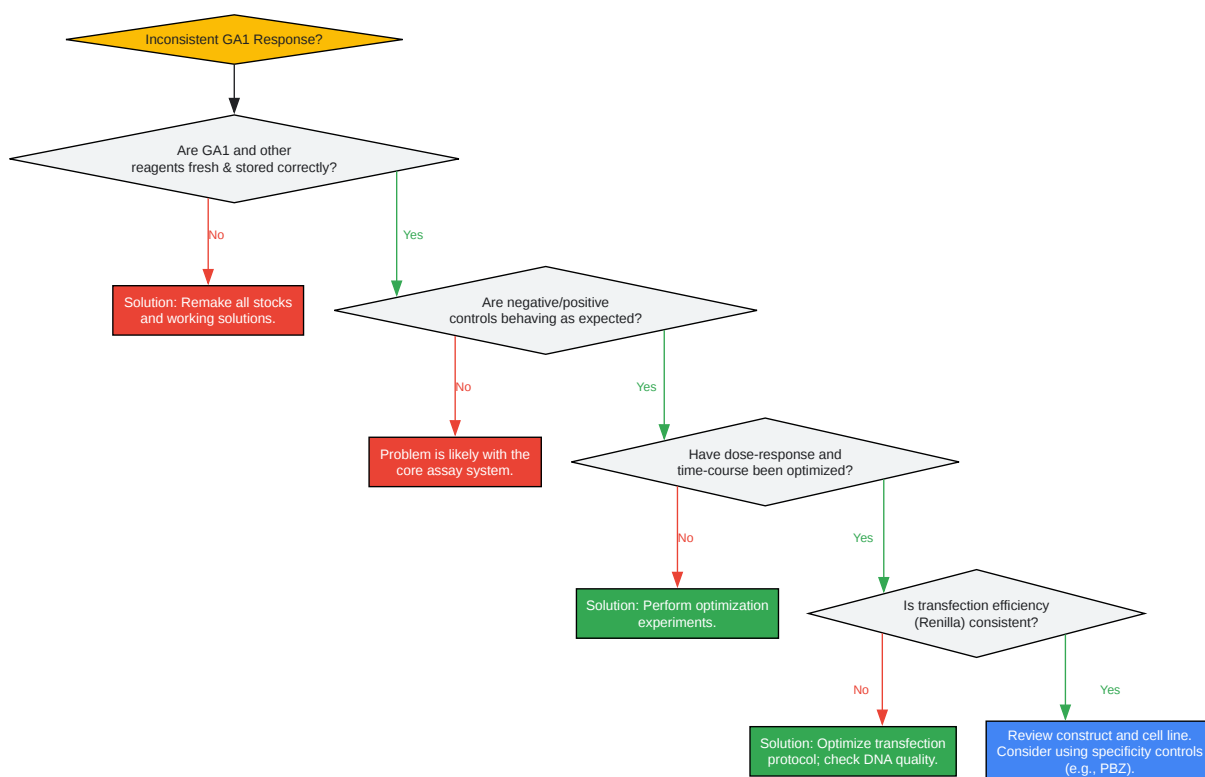 Inconsistent GA1 Response?
Are GA1 and other
reagents fresh & stored correctly?
No
Yes
Solution: Remake all stocks
and working solutions.
Are negative/positive
controls behaving as expected?
No
Yes
Problem is likely with the
core assay system.
Have dose-response and
time-course been optimized?
No
Yes
Solution: Perform optimization
experiments.
Is transfection efficiency
(Renilla) consistent?
No
Yes
Solution: Optimize transfection
protocol; check DNA quality.
Review construct and cell line.
Consider using specificity controls
(e.g., PBZ).